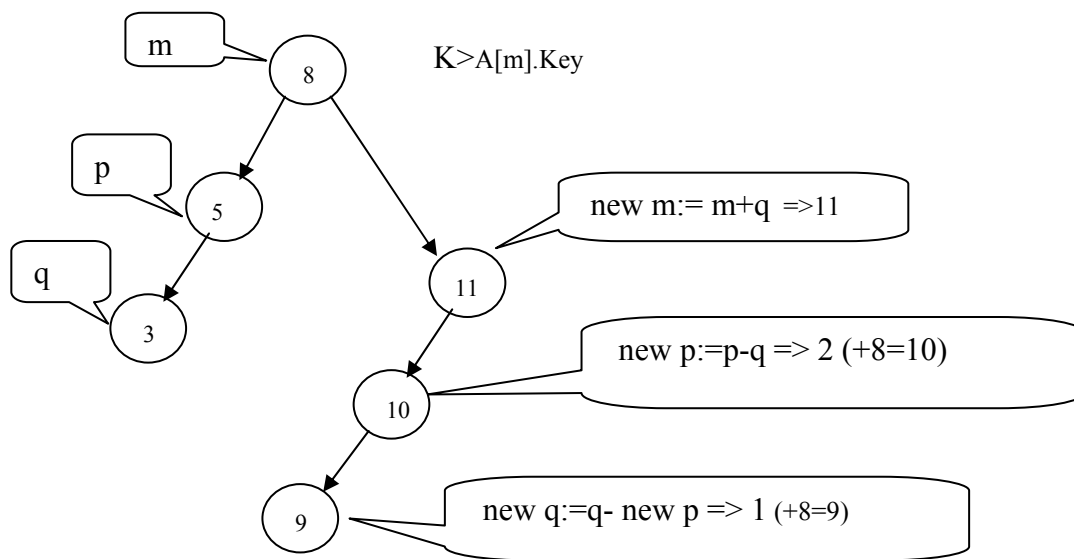 m
8
K>A[m].Key
p
5
new m:= m+q =>11
q
3
11
new p:=p-q => 2 (+8=10)
10
new q:=q- new p => 1 (+8=9)
9